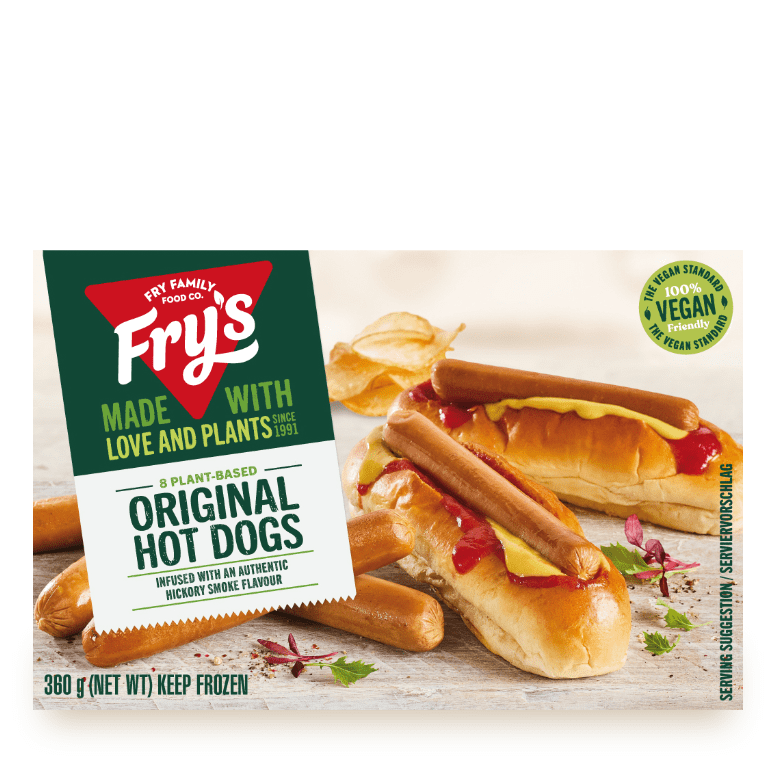 FRY FAMILY
FOOD CO.
Fry's
MADE WITH
LOVE AND PLANTS SINCE 1991
8 PLANT-BASED
ORIGINAL
HOT DOGS
INFUSED WITH AN AUTHENTIC
HICKORY SMOKE FLAVOUR
360 g (NET WT) KEEP FROZEN
THE VEGAN STANDARD
100%
VEGAN
Friendly
THE VEGAN STANDARD
SERVING SUGGESTION/ SERVIERVORSCHLAG